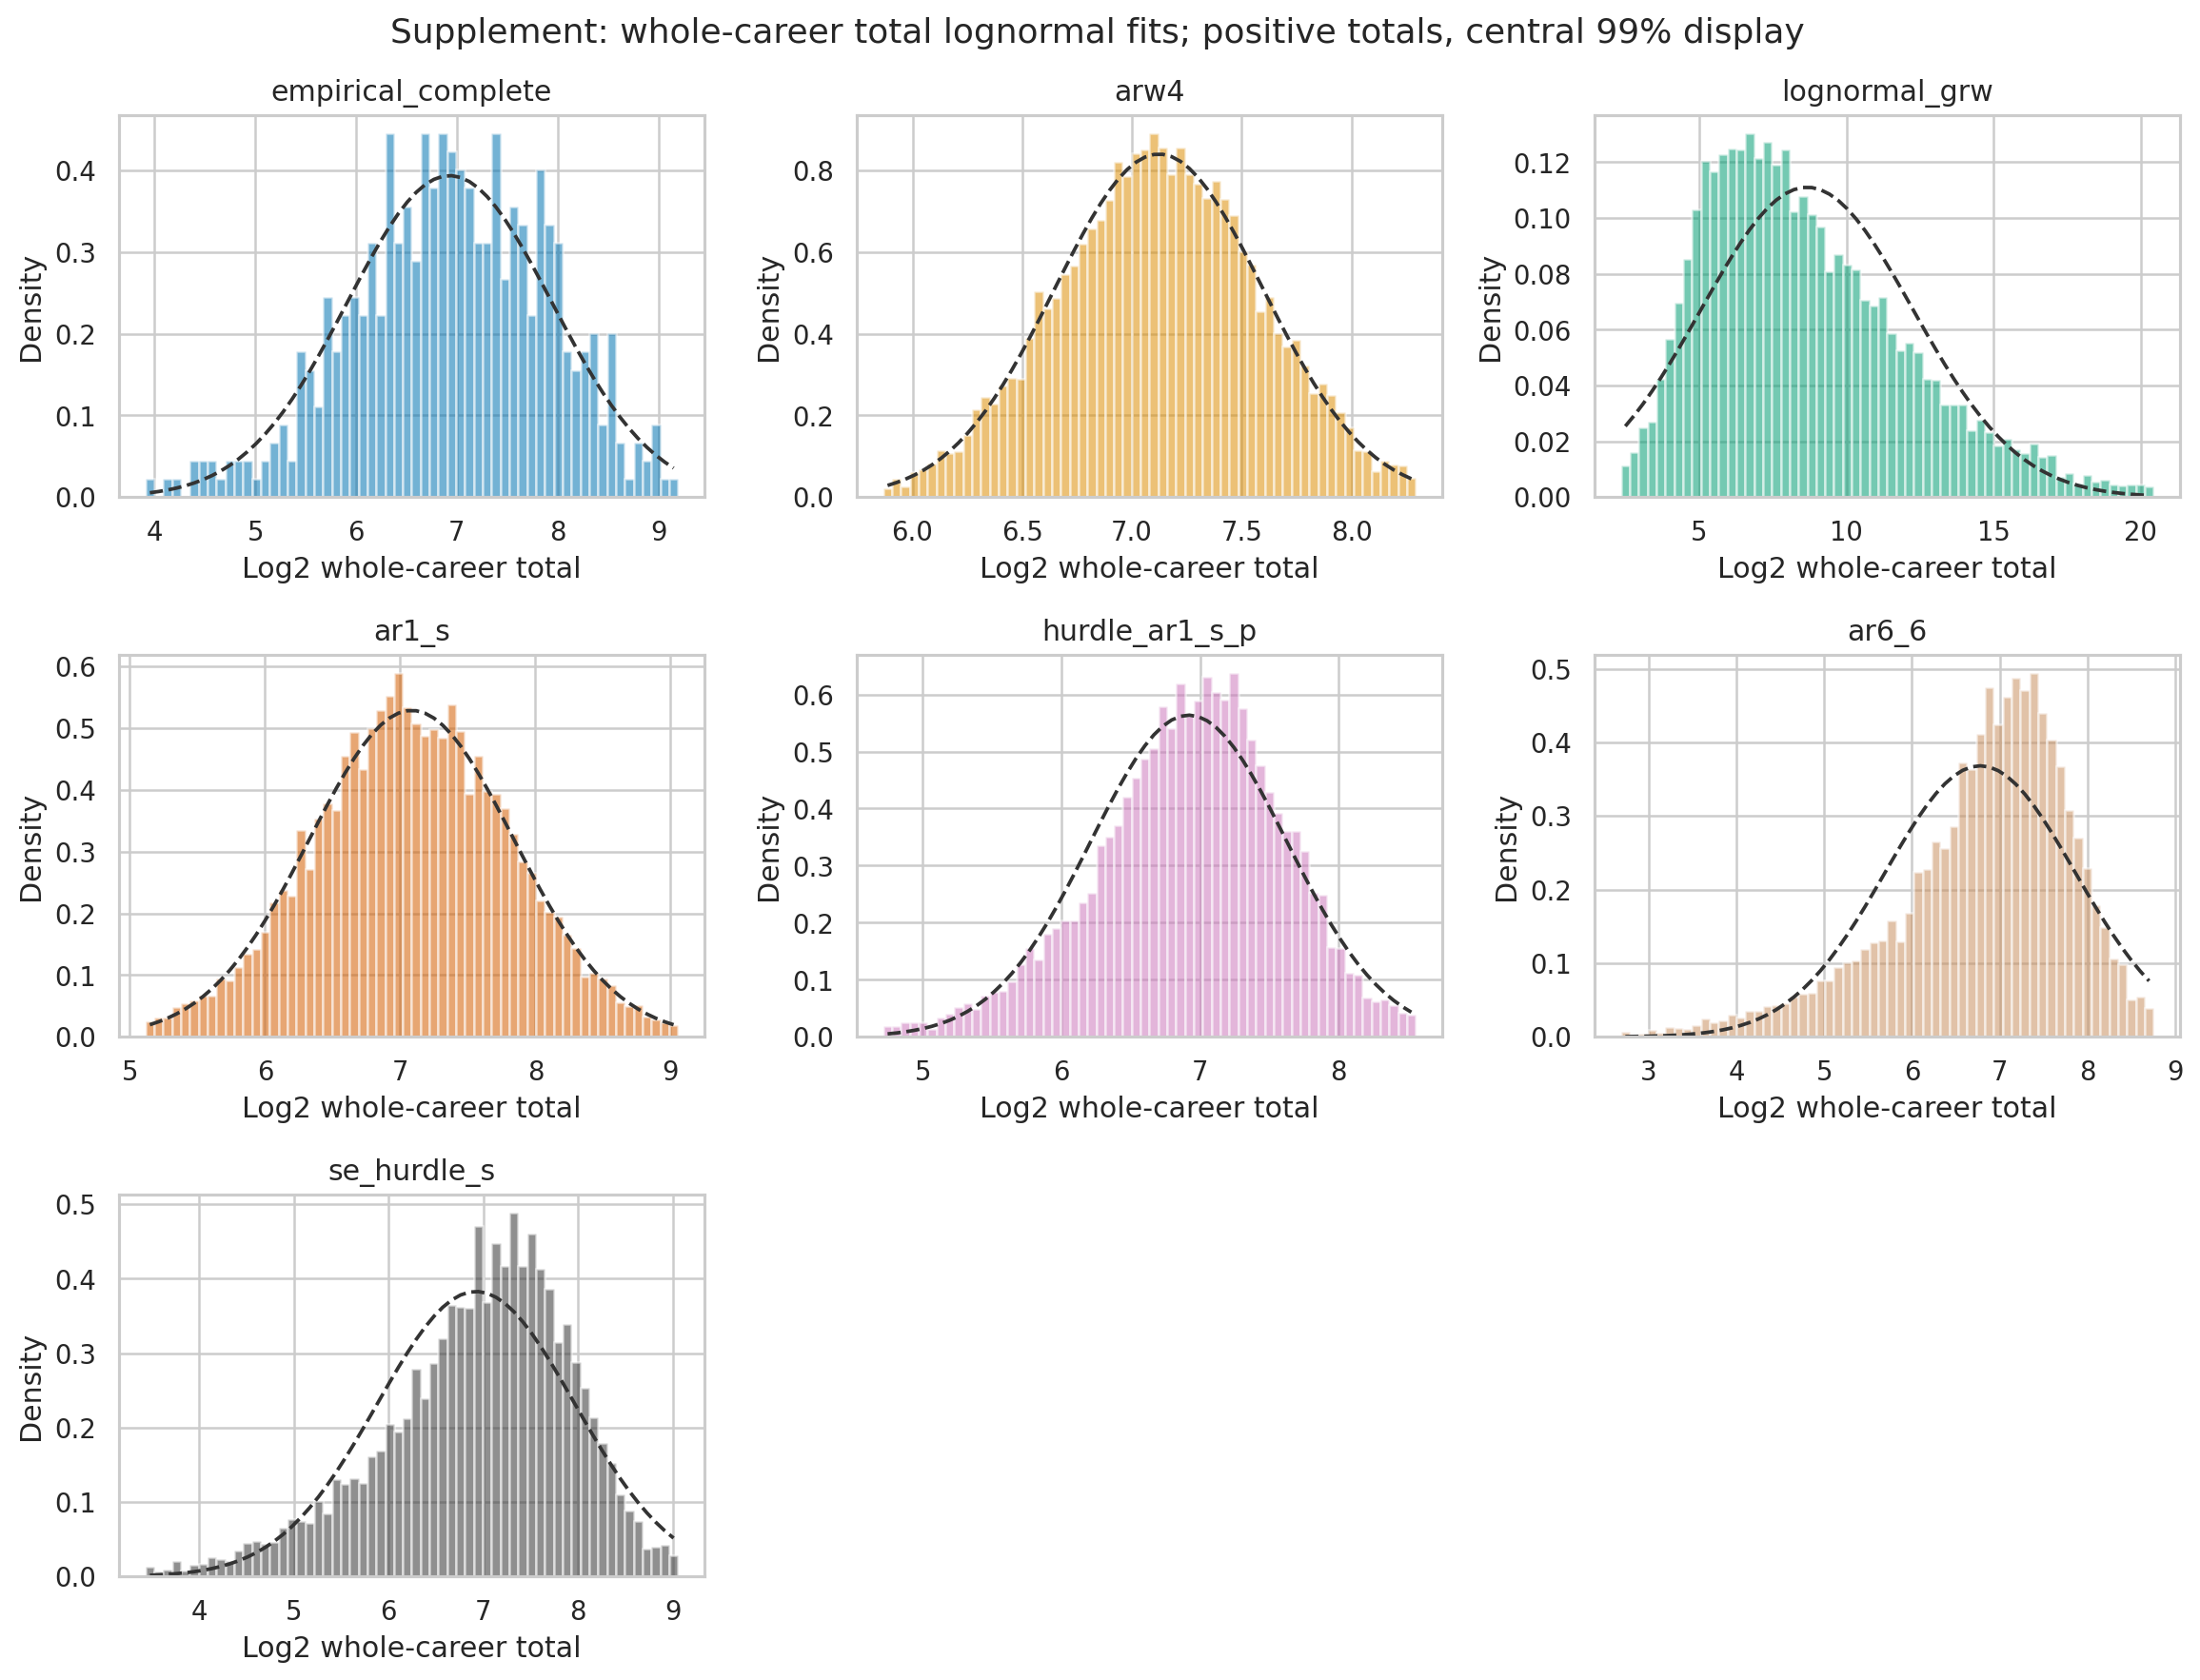 Supplement: whole-career total lognormal fits; positive totals, central 99% display
empirical_complete
Density
0.4
0.3
0.2
0.1
0.0
4 5 6 7 8 9
Log2 whole-career total
arw4
Density
0.8
0.6
0.4
0.2
0.0
6.0 6.5 7.0 7.5 8.0
Log2 whole-career total
lognormal_grw
Density
0.12
0.10
0.08
0.06
0.04
0.02
0.00
5 10 15 20
Log2 whole-career total
ar1_s
Density
0.6
0.5
0.4
0.3
0.2
0.1
0.0
5 6 7 8 9
Log2 whole-career total
hurdle_ar1_s_p
Density
0.6
0.5
0.4
0.3
0.2
0.1
0.0
5 6 7 8
Log2 whole-career total
ar6_6
Density
0.5
0.4
0.3
0.2
0.1
0.0
3 4 5 6 7 8 9
Log2 whole-career total
se_hurdle_s
Density
0.5
0.4
0.3
0.2
0.1
0.0
4 5 6 7 8 9
Log2 whole-career total